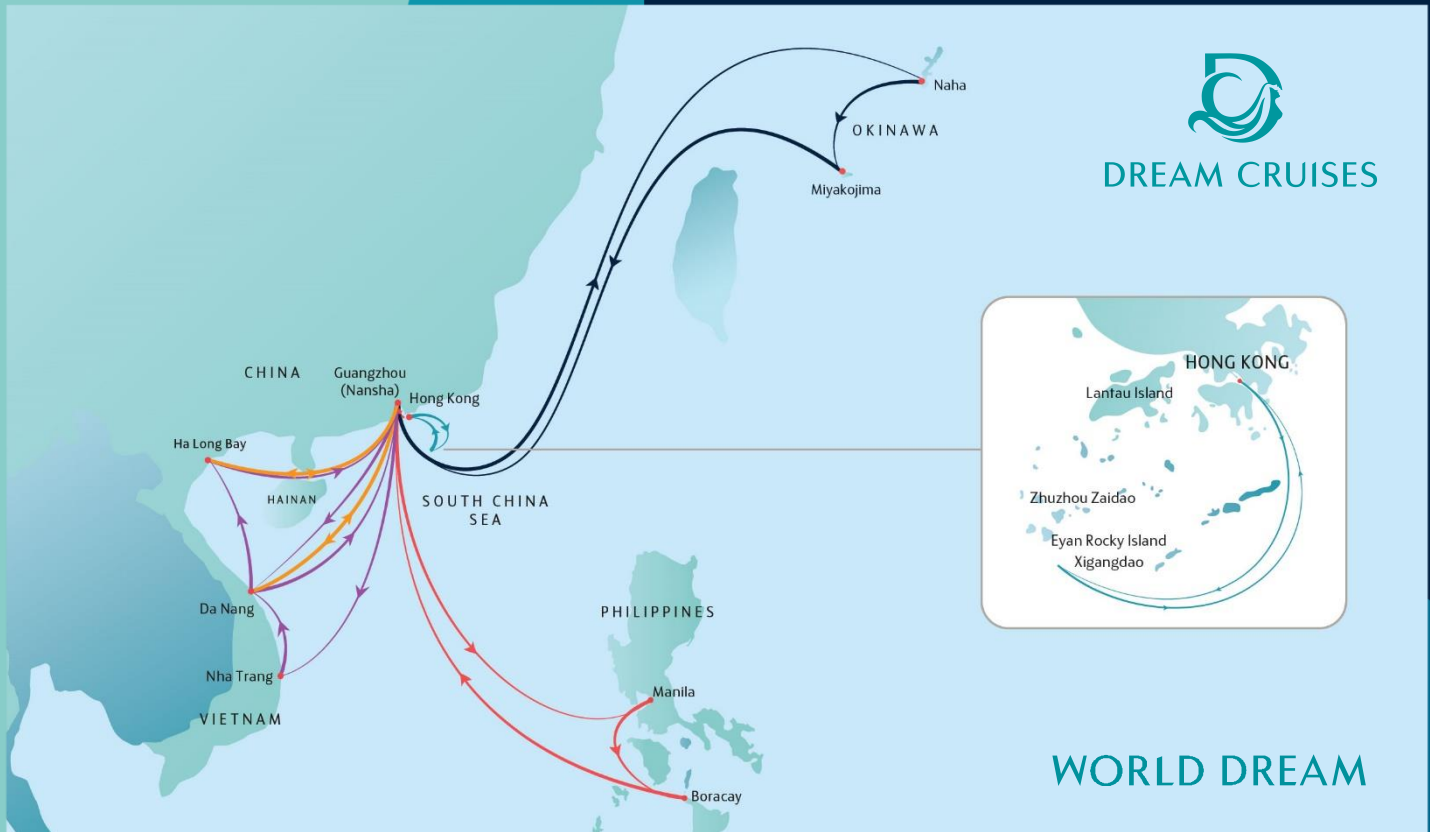 Naha
OKINAWA
Miyakojima
DREAM CRUISES
CHINA
Guangzhou
(Nansha)
Hong Kong
Ha Long Bay
HAINAN
SOUTH CHINA
SEA
Da Nang
Nha Trang
VIETNAM
PHILIPPINES
Manila
Boracay
HONG KONG
Lantau Island
Zhuzhou Zaidao
Eyan Rocky Island
Xigangdao
WORLD DREAM